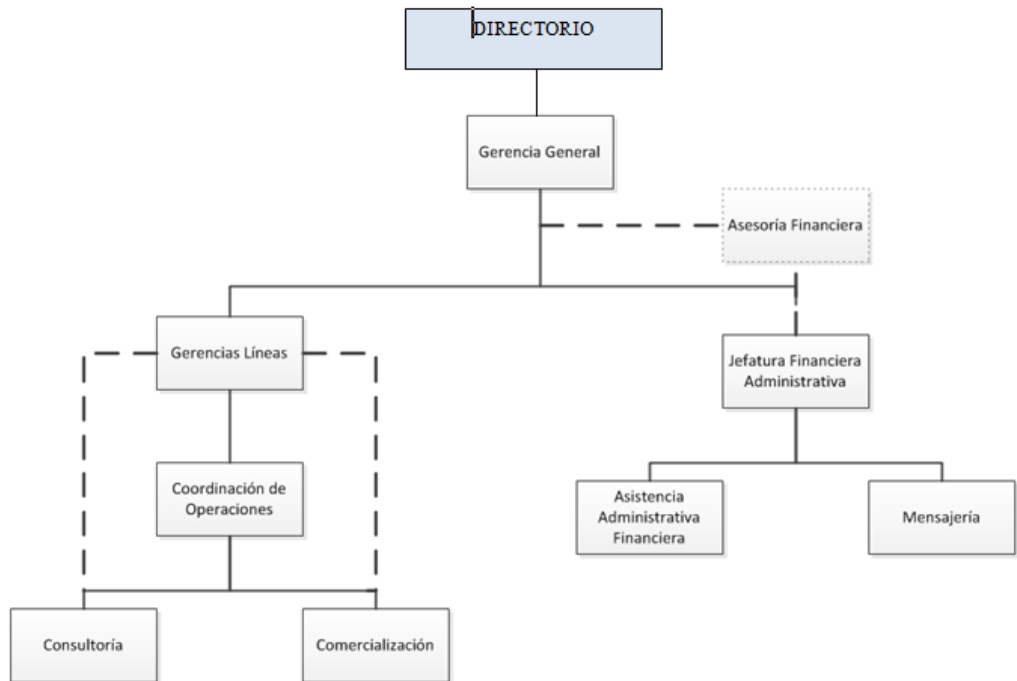 DIRECTORIO
Gerencia General
Asesoría Financiera
Gerencias Líneas
Jefatura Financiera
Administrativa
Coordinación de
Operaciones
Asistencia
Administrativa
Financiera
Mensajería
Consultoría
Comercialización